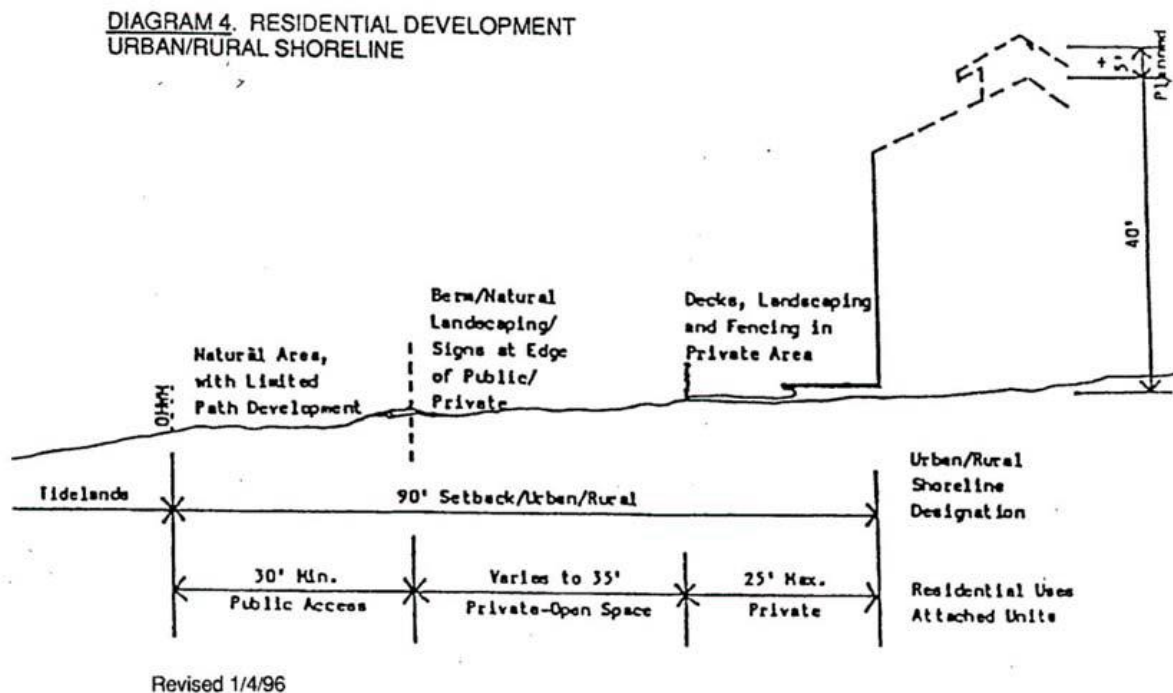 DIAGRAM 4. RESIDENTIAL DEVELOPMENT
URBAN/RURAL SHORELINE
+ 5'
Planned
40'
Berm/Natural
Landscaping/
Signs at Edge
of Public/
Private
Decks, Landscaping
and Fencing in
Private Area
Natural Area,
with Limited
Path Development
OHWM
Tidelands
90' Setback/Urban/Rural
Urban/Rural
Shoreline
Designation
30' Min.
Public Access
Varies to 35'
Private-Open Space
25' Max.
Private
Residential Uses
Attached Units
Revised 1/4/96